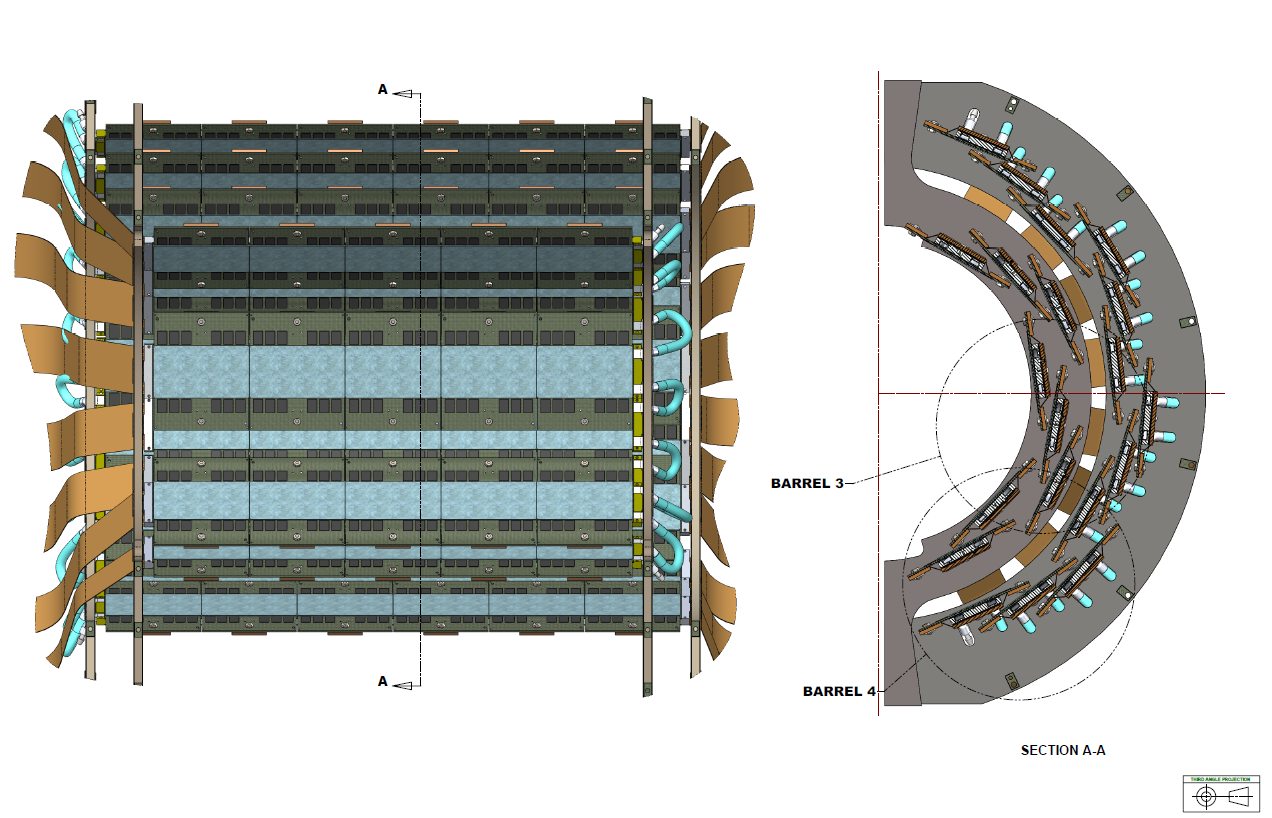 A
A
BARREL 3
BARREL 4
SECTION A-A
THIRD ANGLE PROJECTION